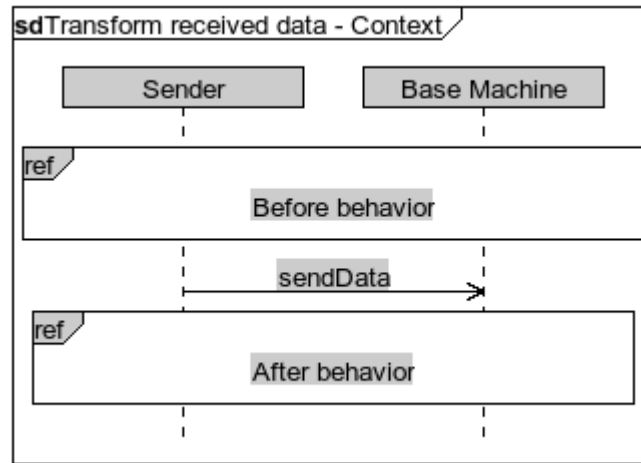 sdTransform received data - Context
Sender
Base Machine
ref
Before behavior
sendData
ref
After behavior